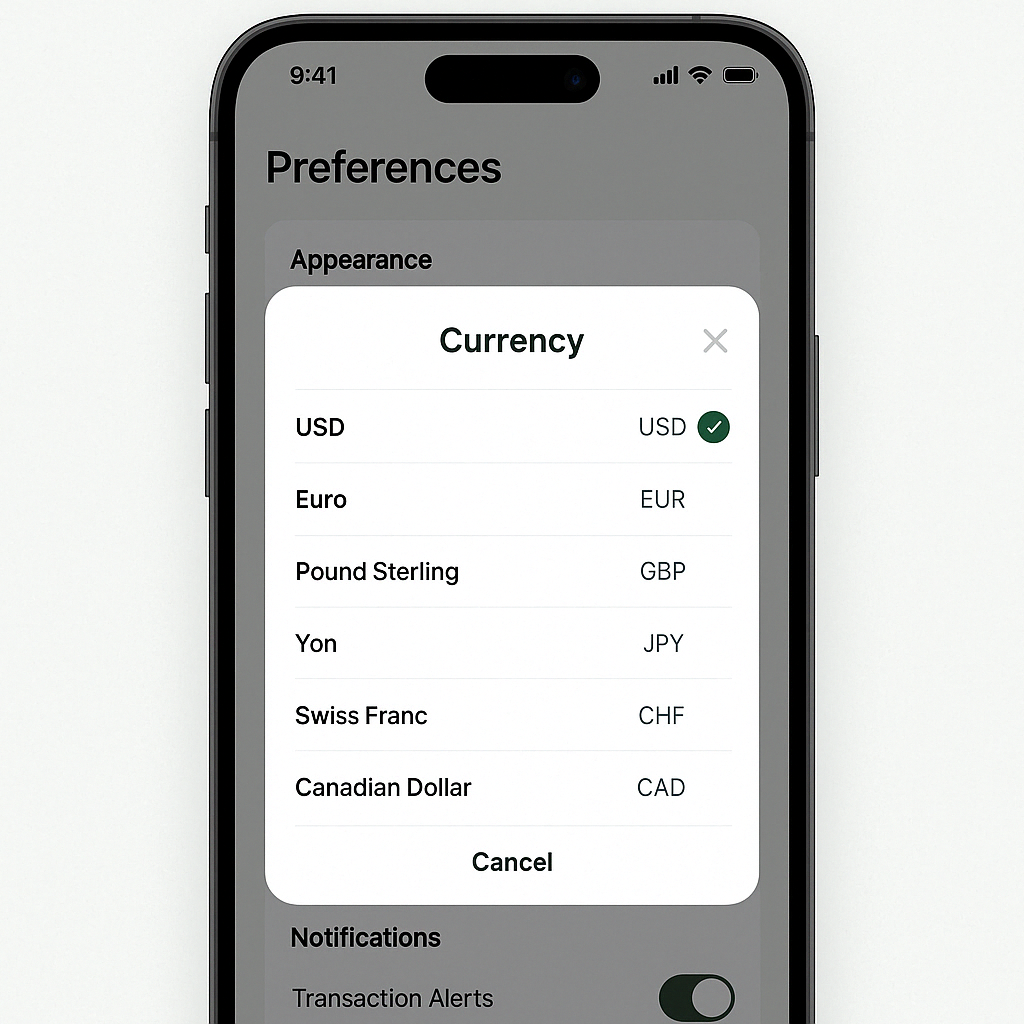 9:41
Preferences
Appearance
Currency
USD USD
Euro EUR
Pound Sterling GBP
Yon JPY
Swiss Franc CHF
Canadian Dollar CAD
Cancel
Notifications
Transaction Alerts